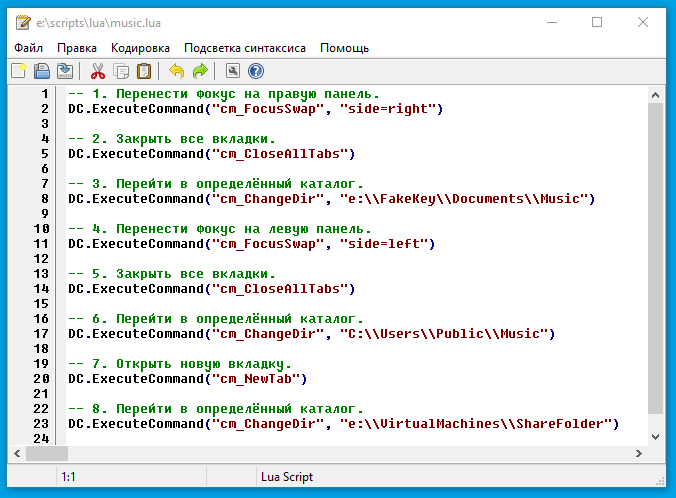 e:\scripts\lua\music.lua
Файл Правка Кодировка Подсветка синтаксиса Помощь
1 -- 1. Перенести фокус на правую панель.
2 DC.ExecuteCommand("cm_FocusSwap", "side=right")
3
4 -- 2. Закрыть все вкладки.
5 DC.ExecuteCommand("cm_CloseAllTabs")
6
7 -- 3. Перейти в определённый каталог.
8 DC.ExecuteCommand("cm_ChangeDir", "e:\\FakeKey\\Documents\\Music")
9
10 -- 4. Перенести фокус на левую панель.
11 DC.ExecuteCommand("cm_FocusSwap", "side=left")
12
13 -- 5. Закрыть все вкладки.
14 DC.ExecuteCommand("cm_CloseAllTabs")
15
16 -- 6. Перейти в определённый каталог.
17 DC.ExecuteCommand("cm_ChangeDir", "C:\\Users\\Public\\Music")
18
19 -- 7. Открыть новую вкладку.
20 DC.ExecuteCommand("cm_NewTab")
21
22 -- 8. Перейти в определённый каталог.
23 DC.ExecuteCommand("cm_ChangeDir", "e:\\VirtualMachines\\ShareFolder")
24
1:1 Lua Script